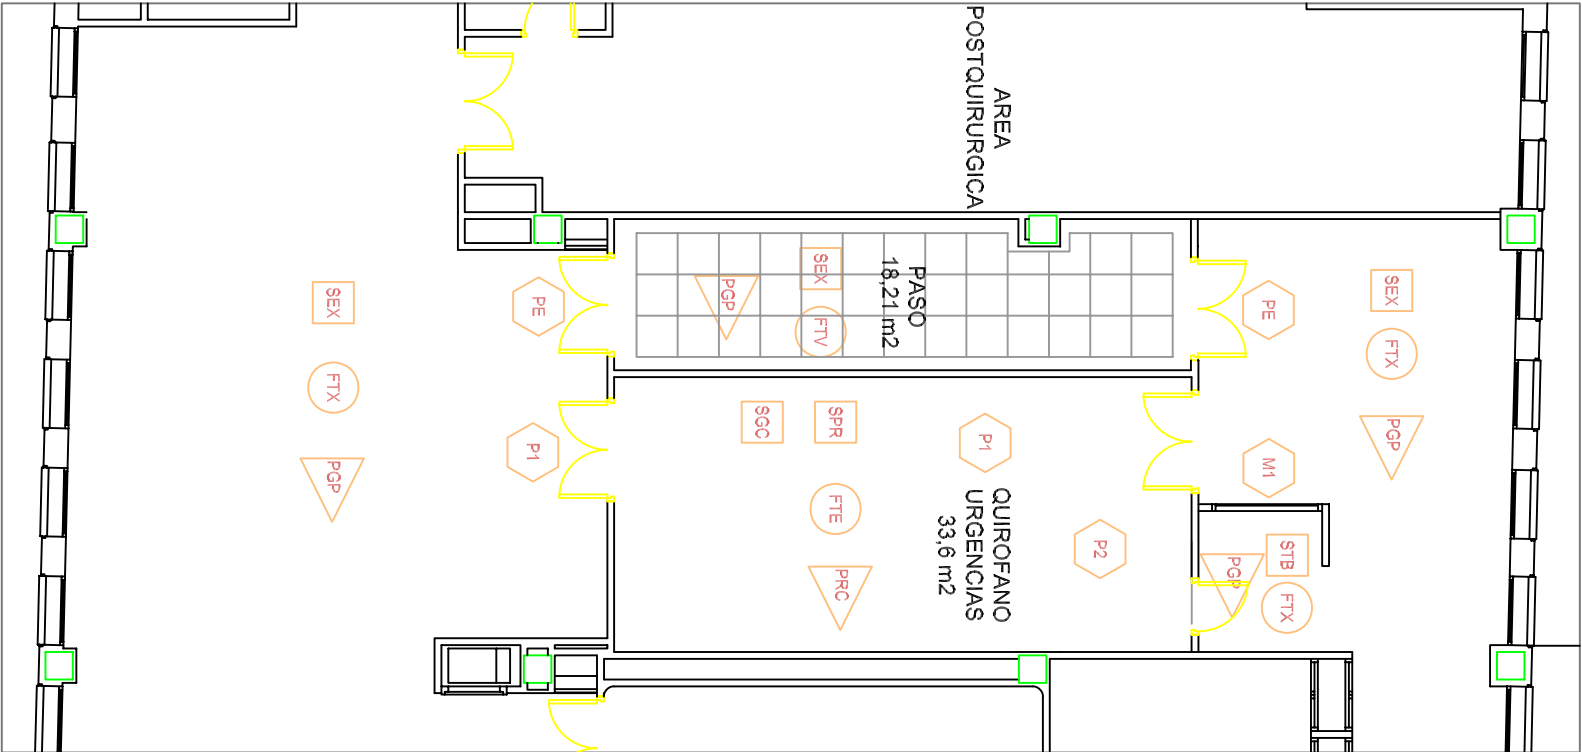 AREA
POSTQUIRURGICA
PASO
18,21 m2
SEX
PGP
FTV
SEX
FTX
PGP
PE
P1
PE
SEX
FTX
PGP
M1
STB
PGP
FTX
SGC
SPR
FTE
PRC
P1
P2
QUIROFANO
URGENCIAS
33,6 m2